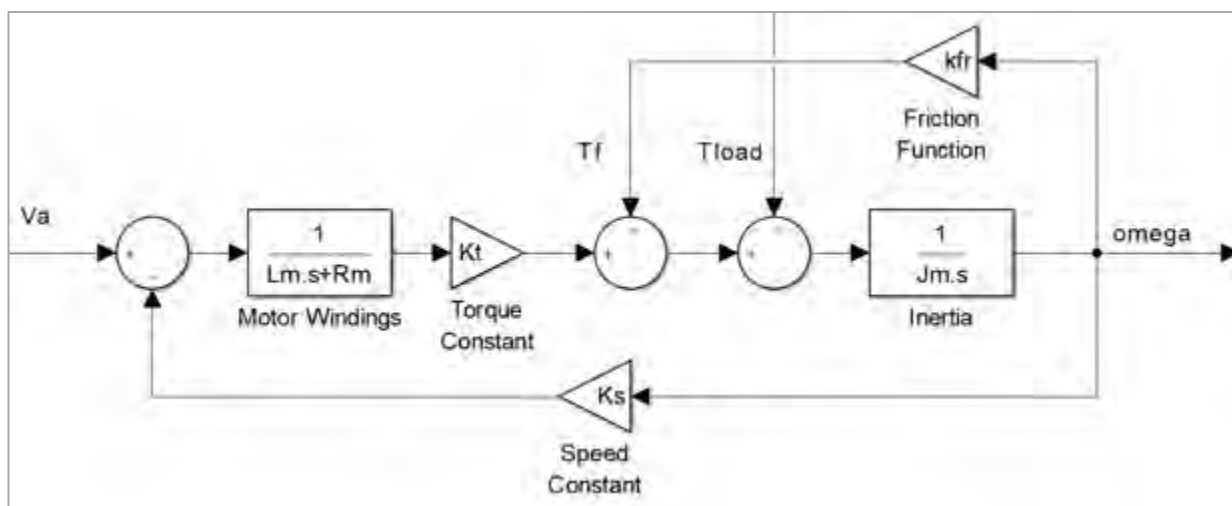 kfr
Friction
Function
Tf
Tload
Va
+
-
1
Lm.s+Rm
Motor Windings
Kt
Torque
Constant
+
-
+
-
1
Jm.s
Inertia
omega
Ks
Speed
Constant